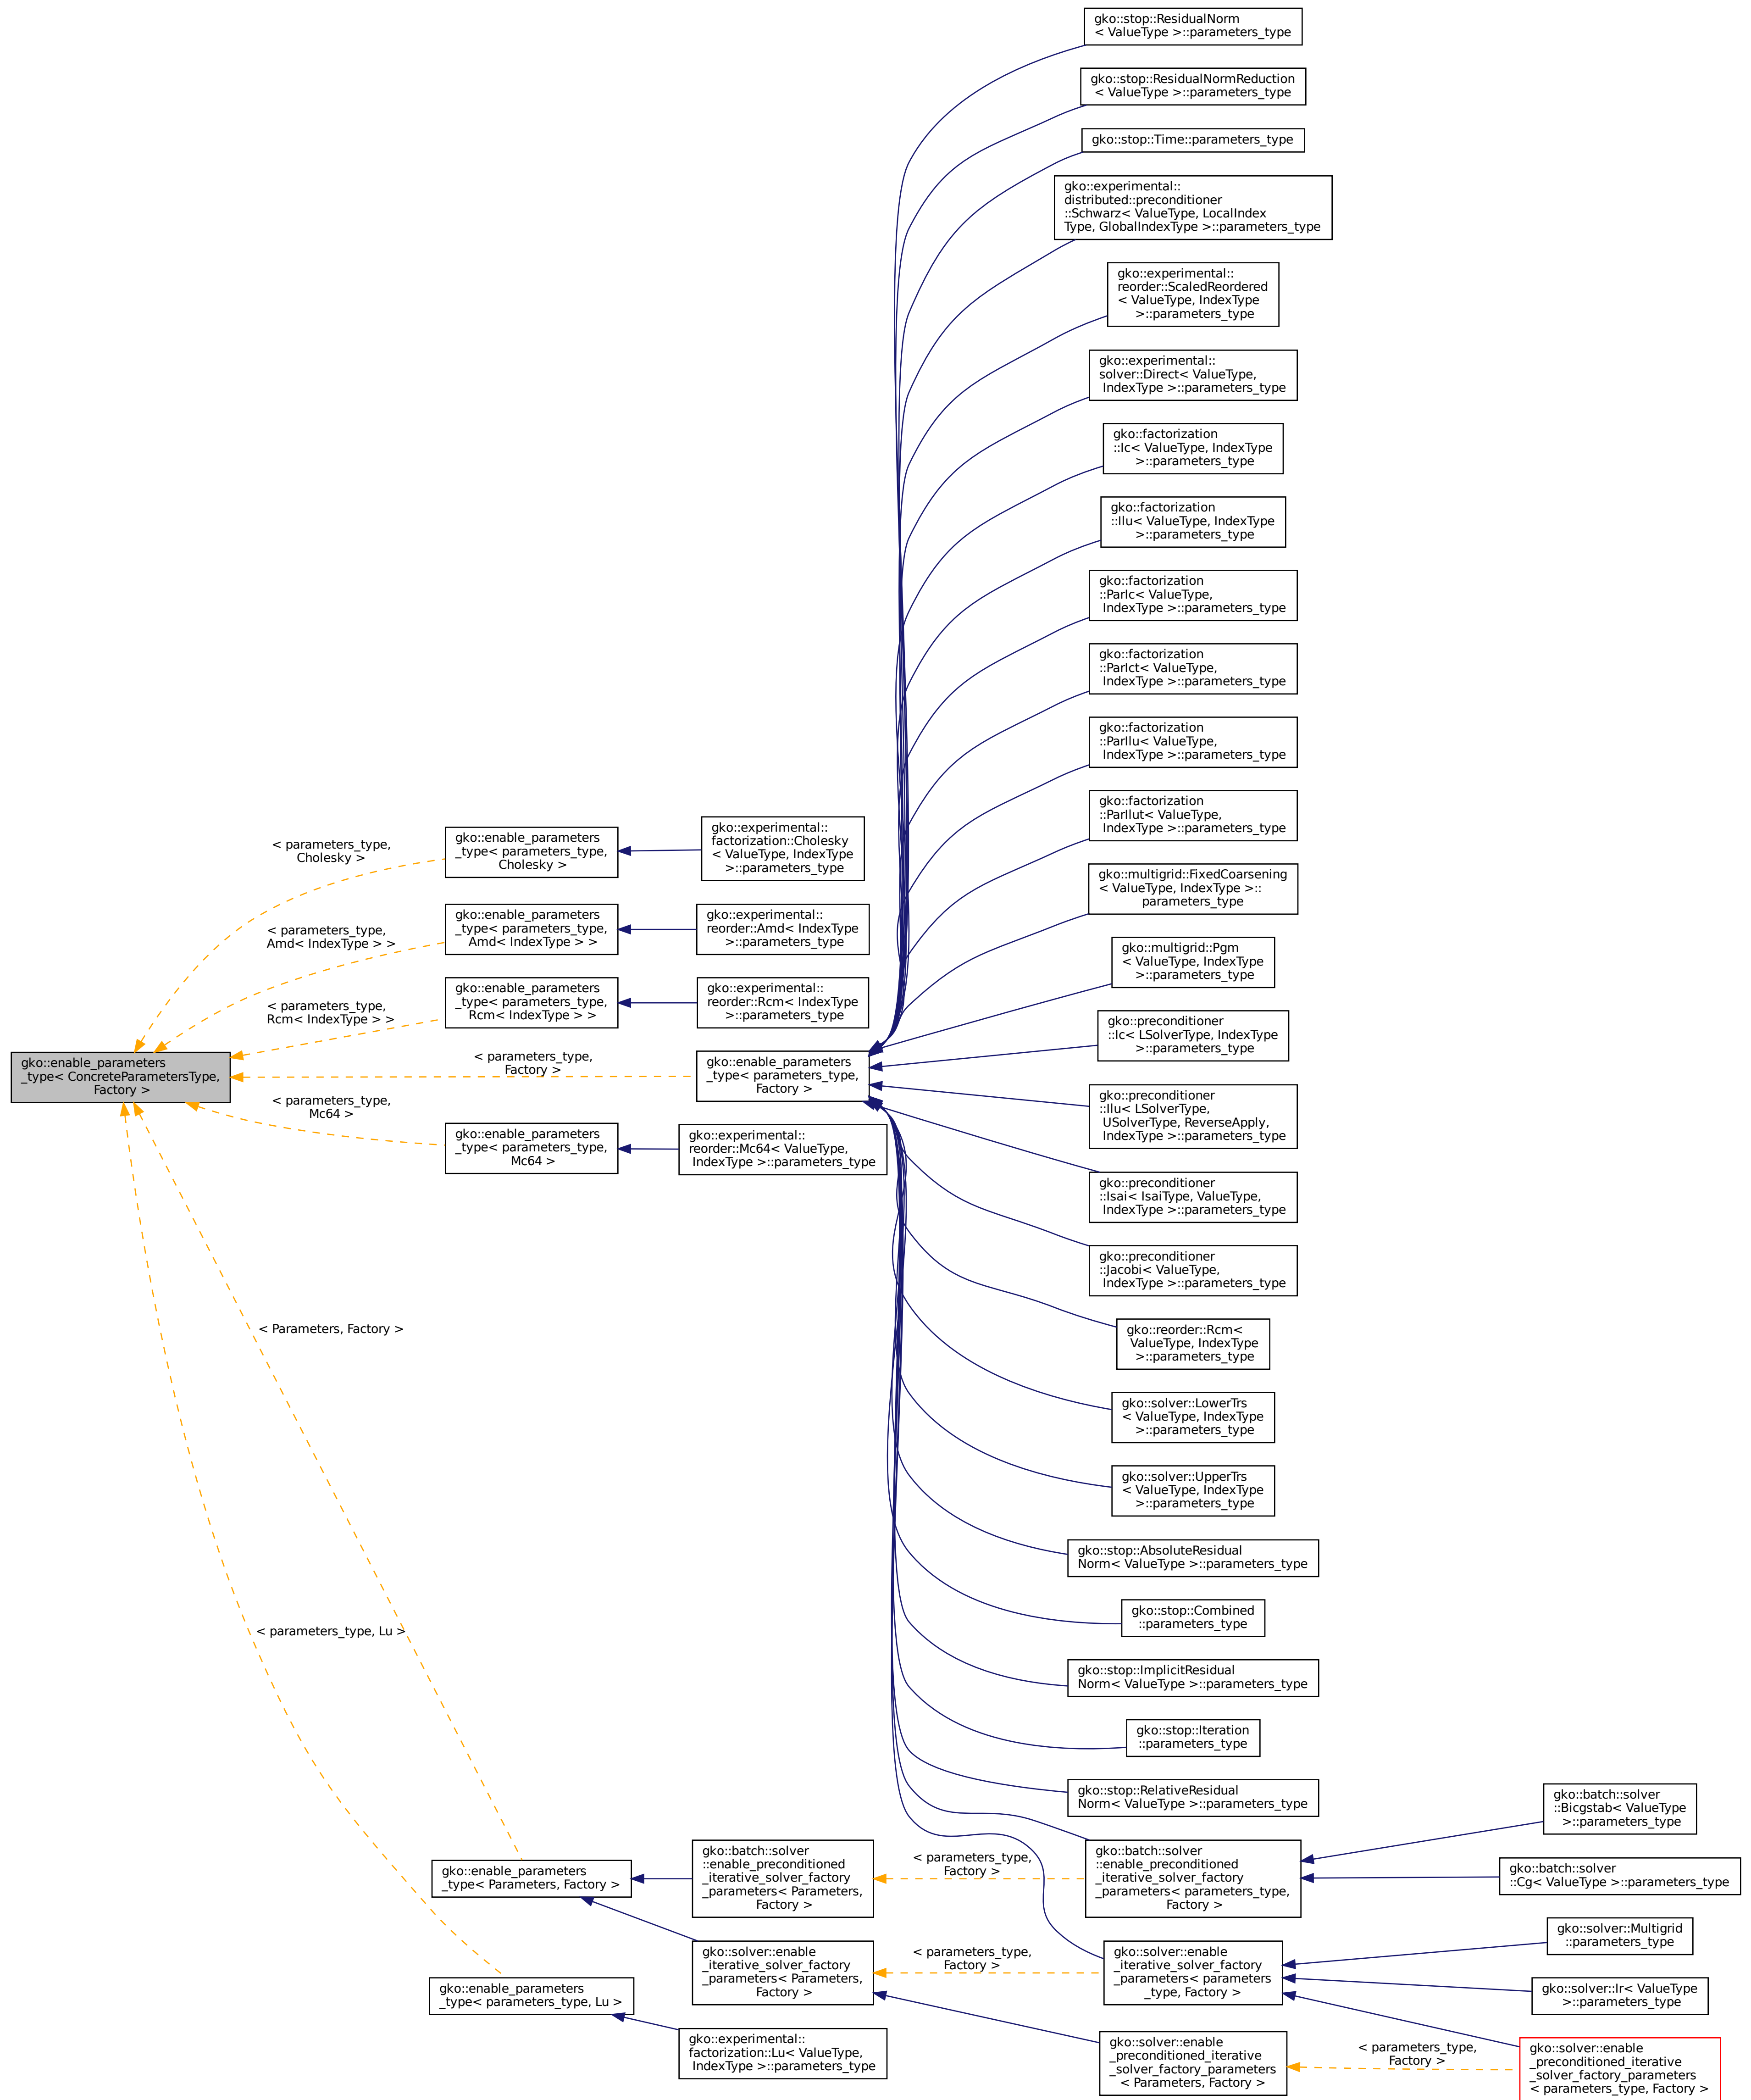 gko::stop::ResidualNorm
< ValueType >::parameters_type
gko::stop::ResidualNormReduction
< ValueType >::parameters_type
gko::stop::Time::parameters_type
gko::experimental::
distributed::preconditioner
::Schwarz< ValueType, LocalIndex
Type, GlobalIndexType >::parameters_type
gko::experimental::
reorder::ScaledReordered
< ValueType, IndexType
>::parameters_type
gko::experimental::
solver::Direct< ValueType,
IndexType >::parameters_type
gko::factorization
::Ic< ValueType, IndexType
>::parameters_type
gko::factorization
::Ilu< ValueType, IndexType
>::parameters_type
gko::factorization
::ParIc< ValueType,
IndexType >::parameters_type
gko::factorization
::ParIct< ValueType,
IndexType >::parameters_type
gko::factorization
::ParIlu< ValueType,
IndexType >::parameters_type
gko::factorization
::ParIlut< ValueType,
IndexType >::parameters_type
gko::multigrid::FixedCoarsening
< ValueType, IndexType >::
parameters_type
gko::multigrid::Pgm
< ValueType, IndexType
>::parameters_type
gko::preconditioner
::Ic< LSolverType, IndexType
>::parameters_type
gko::preconditioner
::Ilu< LSolverType,
USolverType, ReverseApply,
IndexType >::parameters_type
gko::preconditioner
::Isai< IsaiType, ValueType,
IndexType >::parameters_type
gko::preconditioner
::Jacobi< ValueType,
IndexType >::parameters_type
gko::reorder::Rcm<
ValueType, IndexType
>::parameters_type
gko::solver::LowerTrs
< ValueType, IndexType
>::parameters_type
gko::solver::UpperTrs
< ValueType, IndexType
>::parameters_type
gko::stop::AbsoluteResidual
Norm< ValueType >::parameters_type
gko::stop::Combined
::parameters_type
gko::stop::ImplicitResidual
Norm< ValueType >::parameters_type
gko::stop::Iteration
::parameters_type
gko::stop::RelativeResidual
Norm< ValueType >::parameters_type
< parameters_type,
Cholesky >
gko::enable_parameters
_type< parameters_type,
Cholesky >
gko::experimental::
factorization::Cholesky
< ValueType, IndexType
>::parameters_type
< parameters_type,
Amd< IndexType > >
gko::enable_parameters
_type< parameters_type,
Amd< IndexType > >
gko::experimental::
reorder::Amd< IndexType
>::parameters_type
< parameters_type,
Rcm< IndexType > >
gko::enable_parameters
_type< parameters_type,
Rcm< IndexType > >
gko::experimental::
reorder::Rcm< IndexType
>::parameters_type
gko::enable_parameters
_type< ConcreteParametersType,
Factory >
< parameters_type,
Factory >
gko::enable_parameters
_type< parameters_type,
Factory >
< parameters_type,
Mc64 >
gko::enable_parameters
_type< parameters_type,
Mc64 >
gko::experimental::
reorder::Mc64< ValueType,
IndexType >::parameters_type
< Parameters, Factory >
< parameters_type, Lu >
gko::enable_parameters
_type< Parameters, Factory >
gko::batch::solver
::enable_preconditioned
_iterative_solver_factory
_parameters< Parameters,
Factory >
< parameters_type,
Factory >
gko::batch::solver
::enable_preconditioned
_iterative_solver_factory
_parameters< parameters_type,
Factory >
gko::batch::solver
::Bicgstab< ValueType
>::parameters_type
gko::batch::solver
::Cg< ValueType >::parameters_type
gko::solver::enable
_iterative_solver_factory
_parameters< Parameters,
Factory >
< parameters_type,
Factory >
gko::solver::enable
_iterative_solver_factory
_parameters< parameters
_type, Factory >
gko::solver::Multigrid
::parameters_type
gko::solver::Ir< ValueType
>::parameters_type
gko::enable_parameters
_type< parameters_type, Lu >
gko::experimental::
factorization::Lu< ValueType,
IndexType >::parameters_type
gko::solver::enable
_preconditioned_iterative
_solver_factory_parameters
< Parameters, Factory >
< parameters_type,
Factory >
gko::solver::enable
_preconditioned_iterative
_solver_factory_parameters
< parameters_type, Factory >